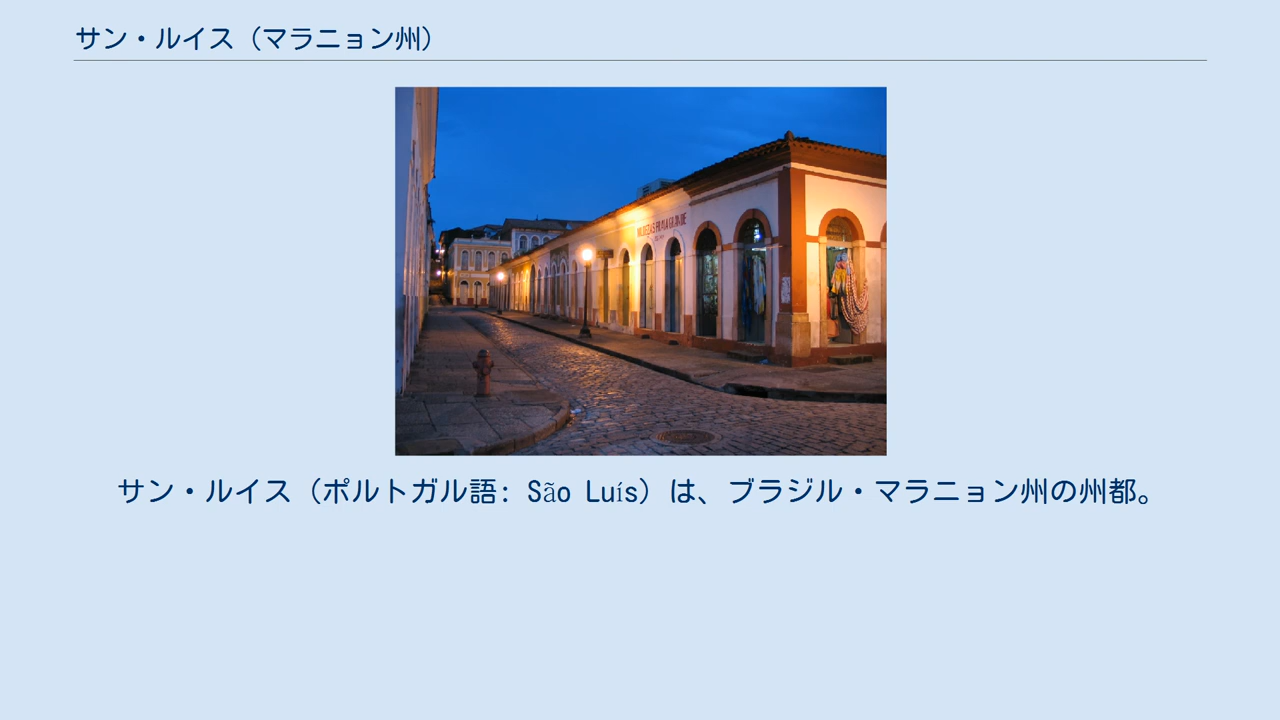 サン・ルイス（マラニョン州）
サン・ルイス（ポルトガル語: São Luís）は、ブラジル・マラニョン州の州都。